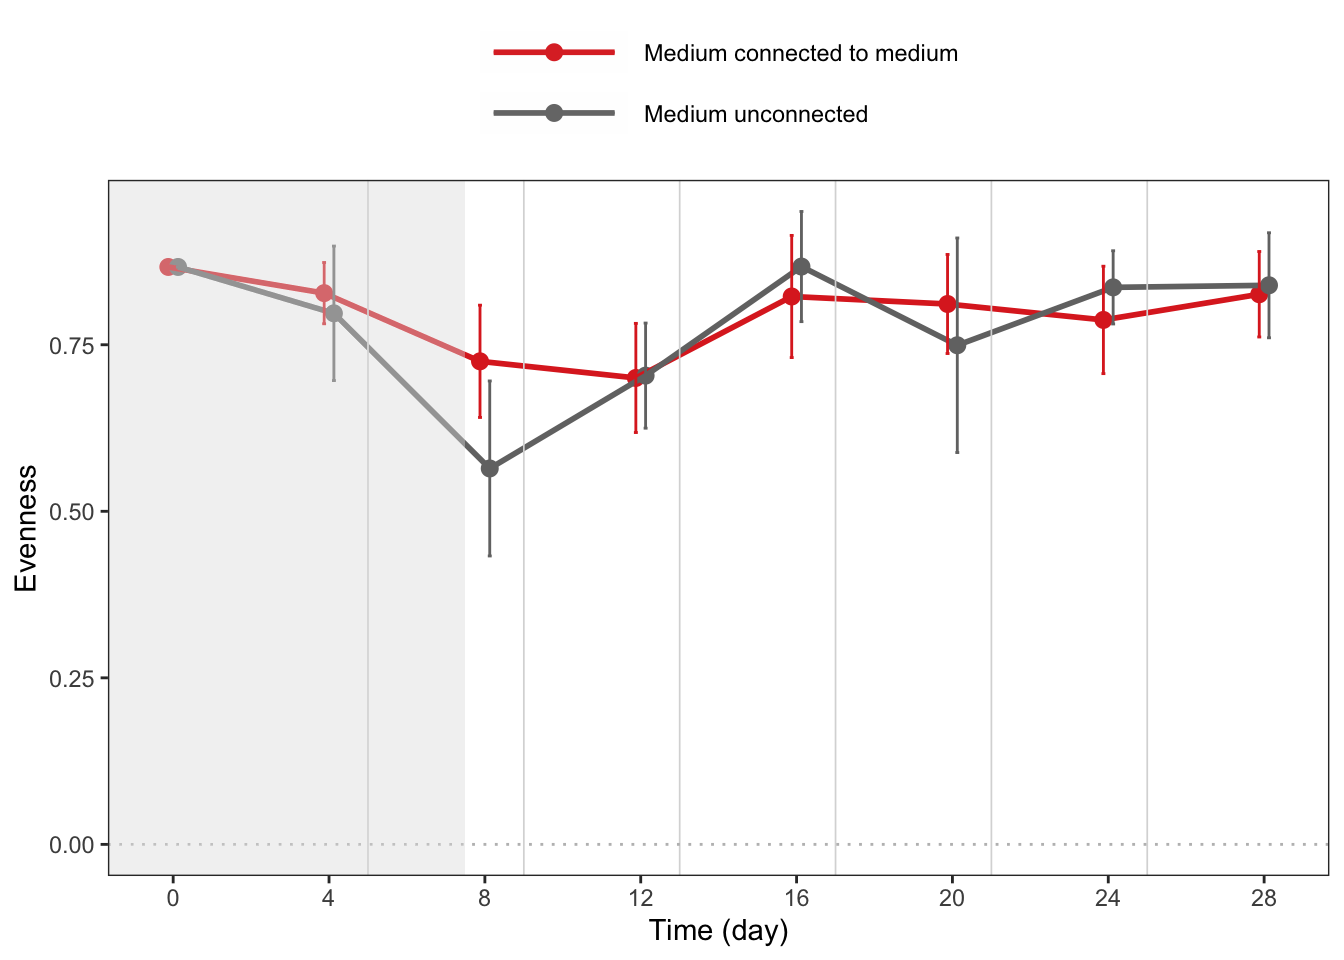 Medium connected to medium
Medium unconnected
0.75
0.50
0.25
0.00
Evenness
0 4 8 12 16 20 24 28
Time (day)